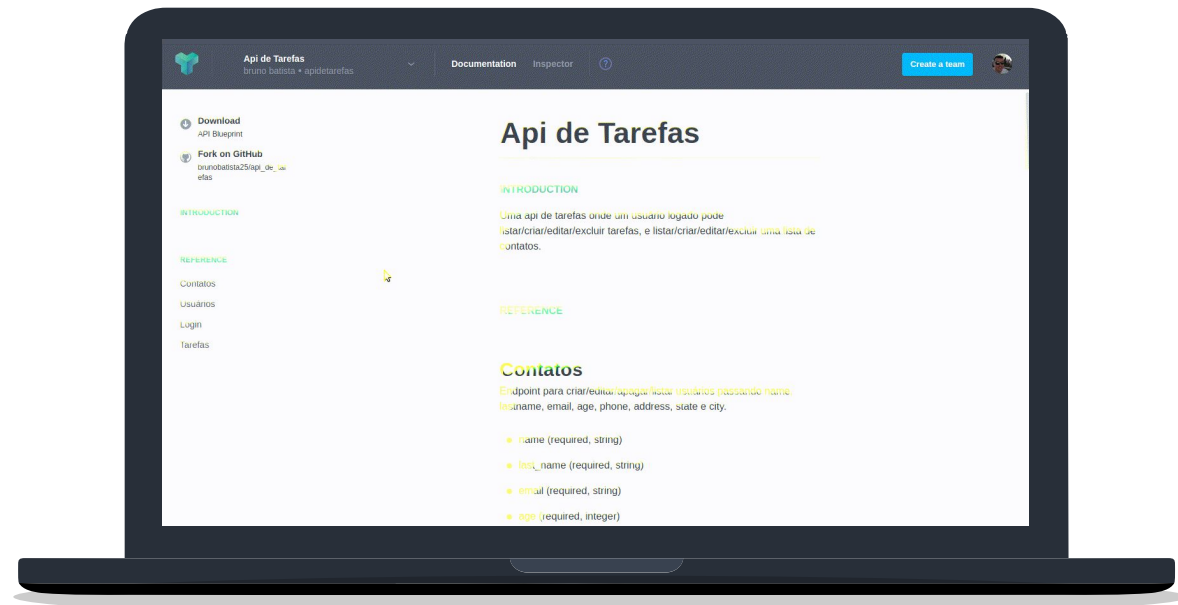 Api de Tarefas
bruno batista • apidetarefas
Documentation
Inspector
?
Create a team
Download
API Blueprint
Fork on GitHub
brunobatista25/api_de_tar
efas
INTRODUCTION
REFERENCE
Contatos
Usuários
Login
Tarefas
Api de Tarefas
INTRODUCTION
Uma api de tarefas onde um usuário logado pode
listar/criar/editar/excluir tarefas, e listar/criar/editar/excluir uma lista de
contatos.
REFERENCE
Contatos
Endpoint para criar/editar/apagar/listar usuários passando name,
lastname, email, age, phone, address, state e city.
name (required, string)
last_name (required, string)
email (required, string)
age (required, integer)